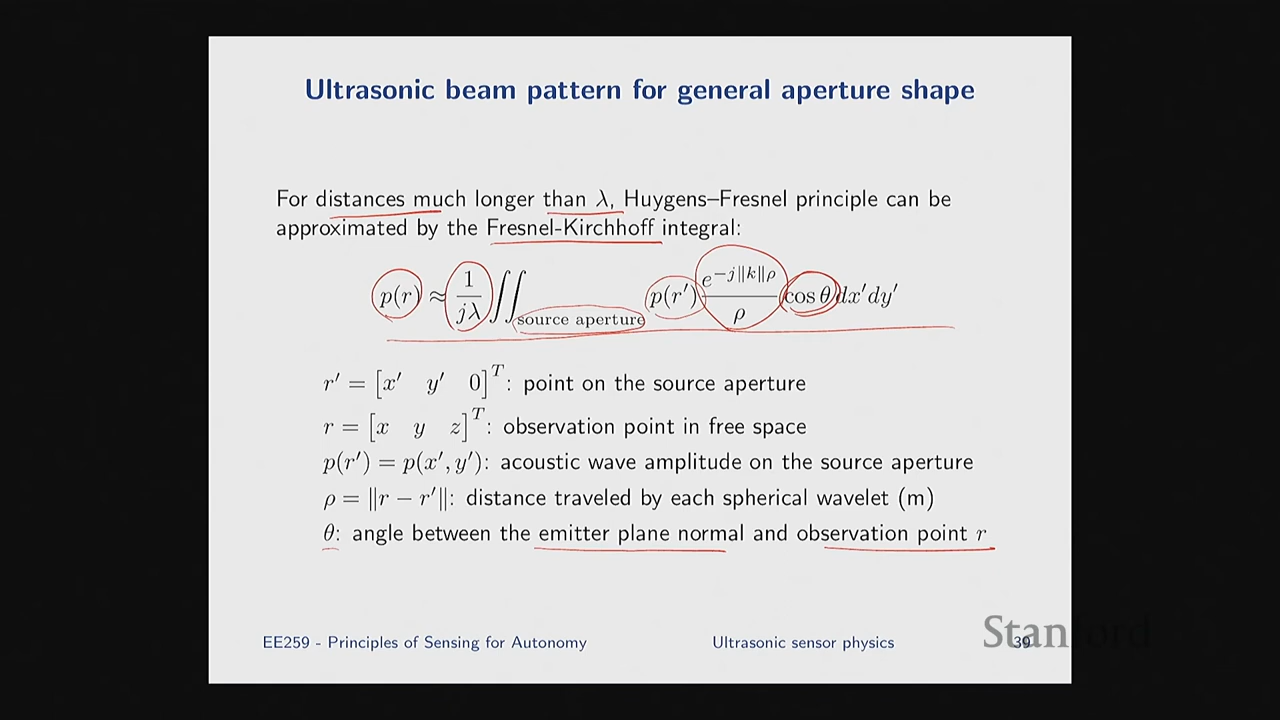 Ultrasonic beam pattern for general aperture shape
For distances much longer than λ, Huygens–Fresnel principle can be
approximated by the Fresnel-Kirchhoff integral:
p(r) ≈ 1/(jλ) ∬_source aperture p(r′) e^{−j‖k‖ρ}/ρ cos θ dx′dy′
r′ = [x′ y′ 0]^T: point on the source aperture
r = [x y z]^T: observation point in free space
p(r′) = p(x′, y′): acoustic wave amplitude on the source aperture
ρ = ‖r − r′‖: distance traveled by each spherical wavelet (m)
θ: angle between the emitter plane normal and observation point r
EE259 - Principles of Sensing for Autonomy
Ultrasonic sensor physics
39
Stanford